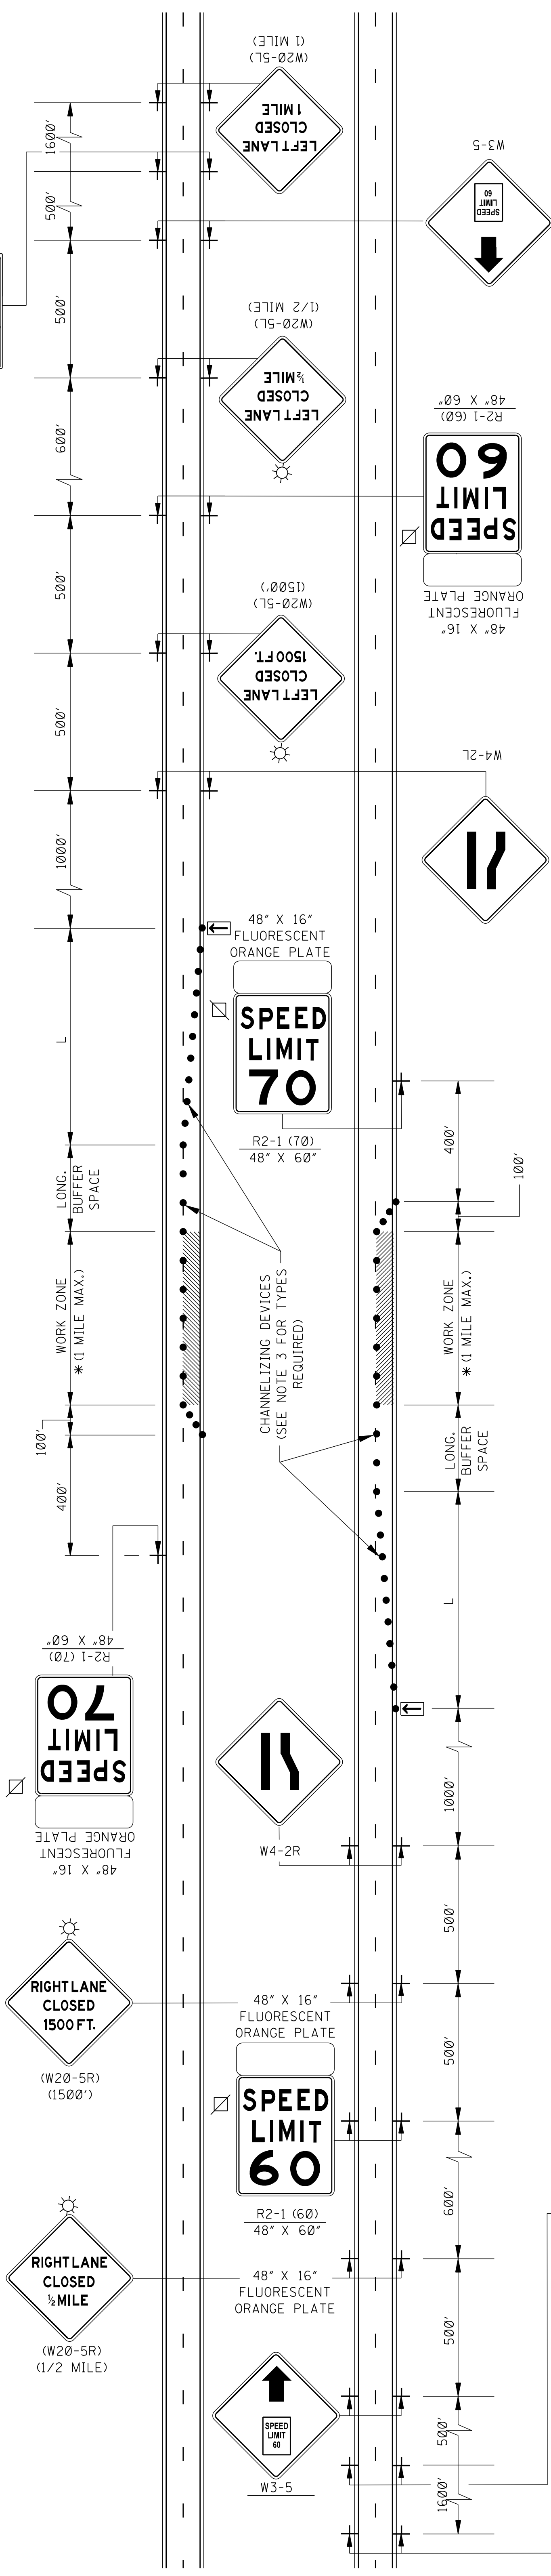 (1 MILE)
(W20-5L)
LEFT LANE
CLOSED
1 MILE
1600'
500'
W3-5
SPEED
LIMIT
60
500'
(1/2 MILE)
(W20-5L)
LEFT LANE
CLOSED
½ MILE
600'
R2-1 (60)
48" X 60"
SPEED
LIMIT
60
48" X 16"
FLUORESCENT
ORANGE PLATE
500'
(W20-5L)
(1500')
LEFT LANE
CLOSED
1500 FT.
500'
W4-2L
1000'
48" X 16"
FLUORESCENT
ORANGE PLATE
SPEED
LIMIT
70
R2-1 (70)
48" X 60"
L
400'
100'
LONG.
BUFFER
SPACE
WORK ZONE
* (1 MILE MAX.)
CHANNELIZING DEVICES
(SEE NOTE 3 FOR TYPES
REQUIRED)
WORK ZONE
* (1 MILE MAX.)
100'
400'
LONG.
BUFFER
SPACE
L
R2-1 (70)
48" X 60"
SPEED
LIMIT
70
48" X 16"
FLUORESCENT
ORANGE PLATE
W4-2R
1000'
500'
RIGHT LANE
CLOSED
1500 FT.
(W20-5R)
(1500')
48" X 16"
FLUORESCENT
ORANGE PLATE
SPEED
LIMIT
60
R2-1 (60)
48" X 60"
500'
600'
RIGHT LANE
CLOSED
½ MILE
(W20-5R)
(1/2 MILE)
48" X 16"
FLUORESCENT
ORANGE PLATE
500'
SPEED
LIMIT
60
W3-5
500'
1600'